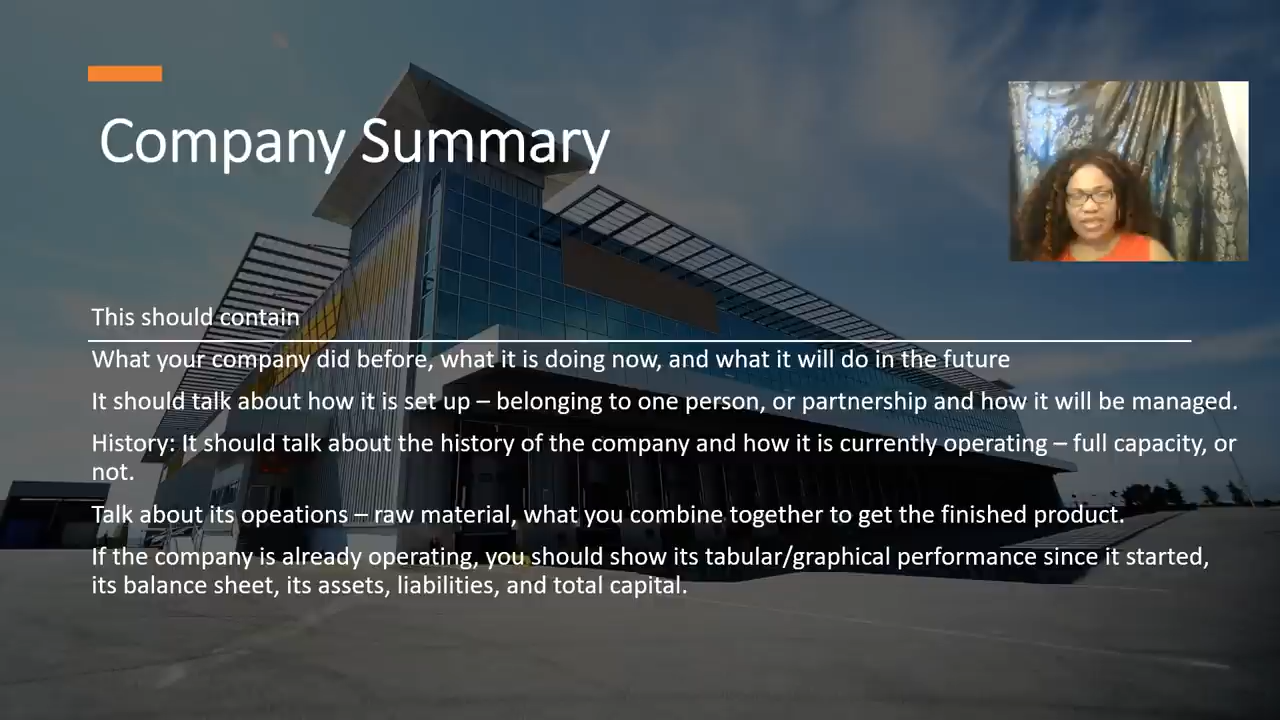 Company Summary
This should contain
What your company did before, what it is doing now, and what it will do in the future
It should talk about how it is set up – belonging to one person, or partnership and how it will be managed.
History: It should talk about the history of the company and how it is currently operating – full capacity, or
not.
Talk about its opeations – raw material, what you combine together to get the finished product.
If the company is already operating, you should show its tabular/graphical performance since it started,
its balance sheet, its assets, liabilities, and total capital.